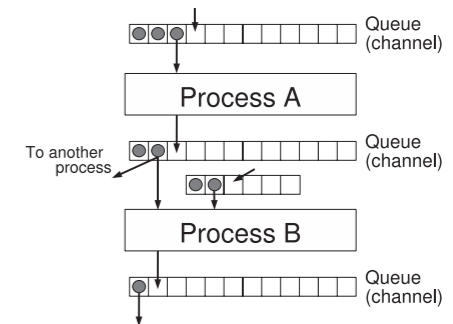 Queue
(channel)
Process A
Queue
(channel)
To another
process
Process B
Queue
(channel)